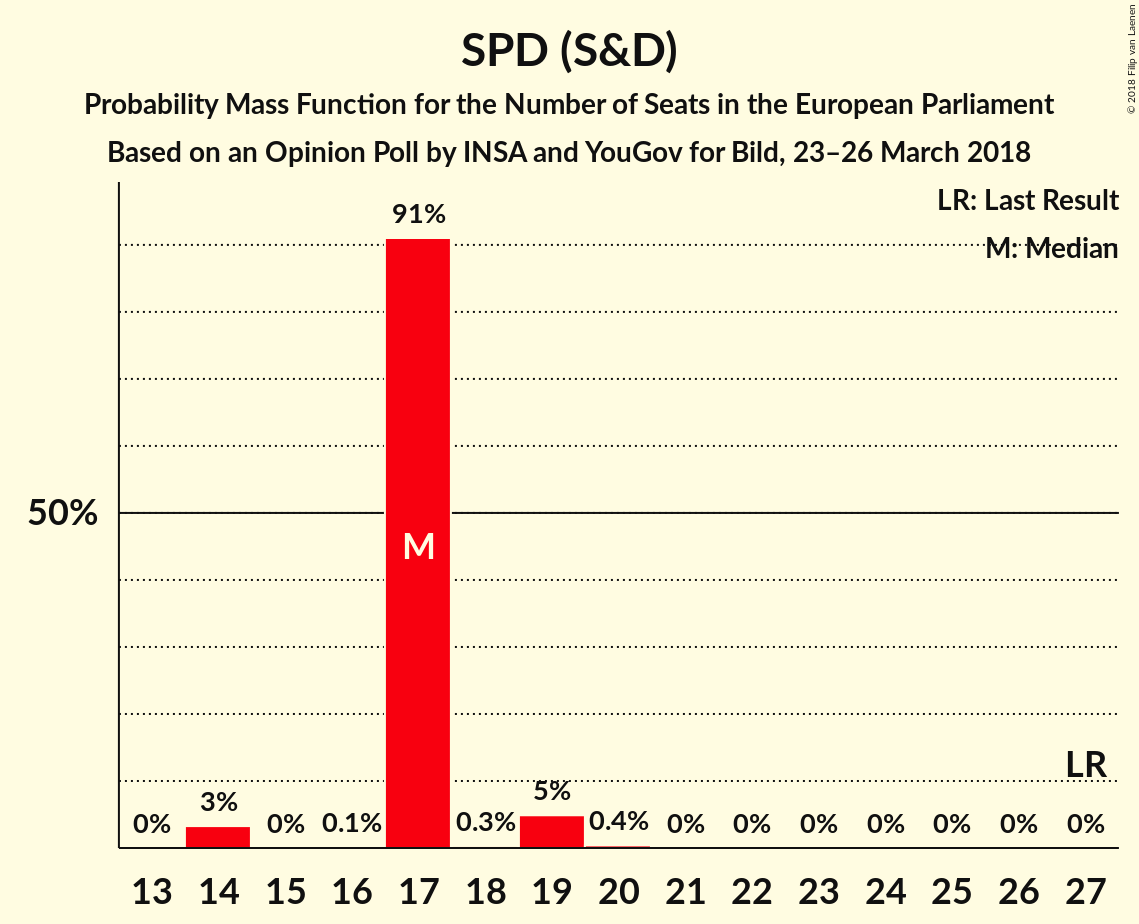 SPD (S&D)
Probability Mass Function for the Number of Seats in the European Parliament
Based on an Opinion Poll by INSA and YouGov for Bild, 23–26 March 2018
© 2018 Filip van Laenen
LR: Last Result
M: Median
91%
50%
M
LR
0% 3% 0% 0.1% 0.3% 5% 0.4% 0% 0% 0% 0% 0% 0% 0%
13 14 15 16 17 18 19 20 21 22 23 24 25 26 27